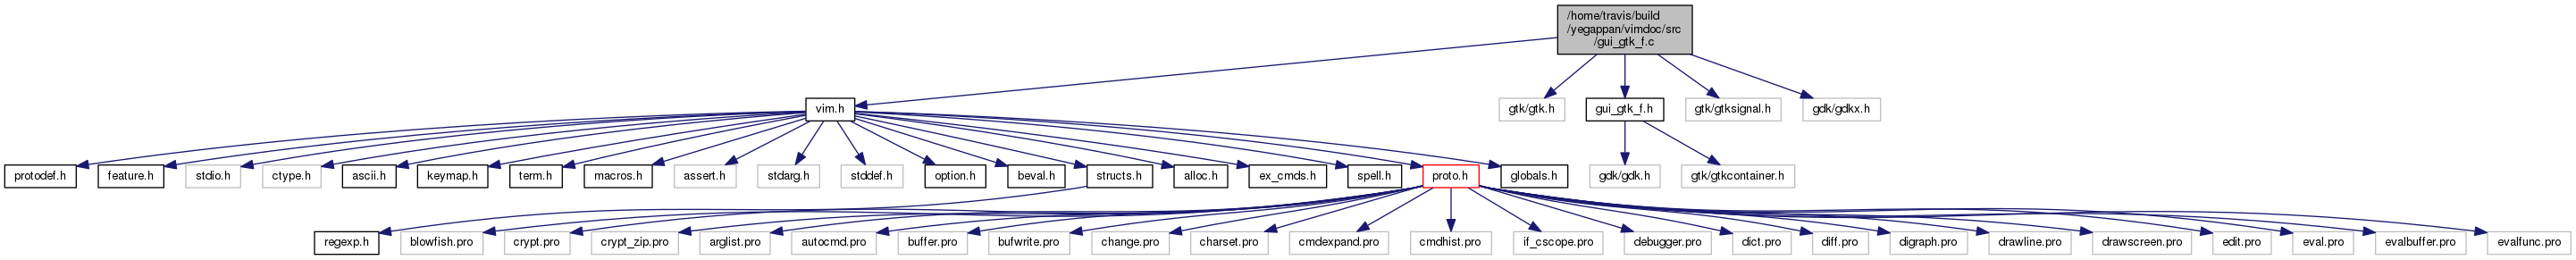 /home/travis/build
/yegappan/vimdoc/src
/gui_gtk_f.c
vim.h
gtk/gtk.h
gui_gtk_f.h
gtk/gtksignal.h
gdk/gdkx.h
protodef.h
feature.h
stdio.h
ctype.h
ascii.h
keymap.h
term.h
macros.h
assert.h
stdarg.h
stddef.h
option.h
beval.h
structs.h
alloc.h
ex_cmds.h
spell.h
proto.h
globals.h
gdk/gdk.h
gtk/gtkcontainer.h
regexp.h
blowfish.pro
crypt.pro
crypt_zip.pro
arglist.pro
autocmd.pro
buffer.pro
bufwrite.pro
change.pro
charset.pro
cmdexpand.pro
cmdhist.pro
if_cscope.pro
debugger.pro
dict.pro
diff.pro
digraph.pro
drawline.pro
drawscreen.pro
edit.pro
eval.pro
evalbuffer.pro
evalfunc.pro